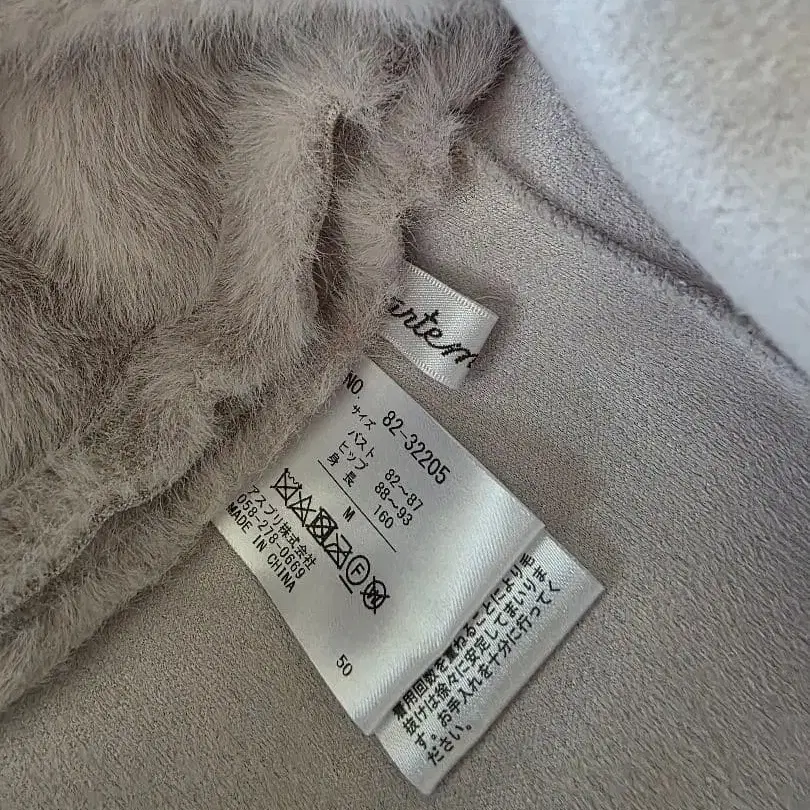 artem
NO. 82-32205
サイズ
バスト 82～87
ヒップ 88～93
身長 160
M
アスプリ株式会社
058-278-0669
MADE IN CHINA
50
着用回数を重ねることにより毛
抜けは徐々に安定してまいりま
す。お手入れを十分に行ってく
ださい。